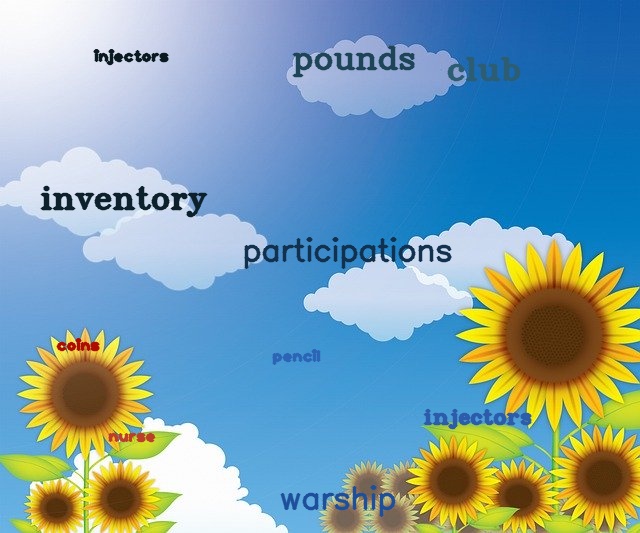 injectors
pounds
club
inventory
participations
coins
pencil
injectors
nurse
warship